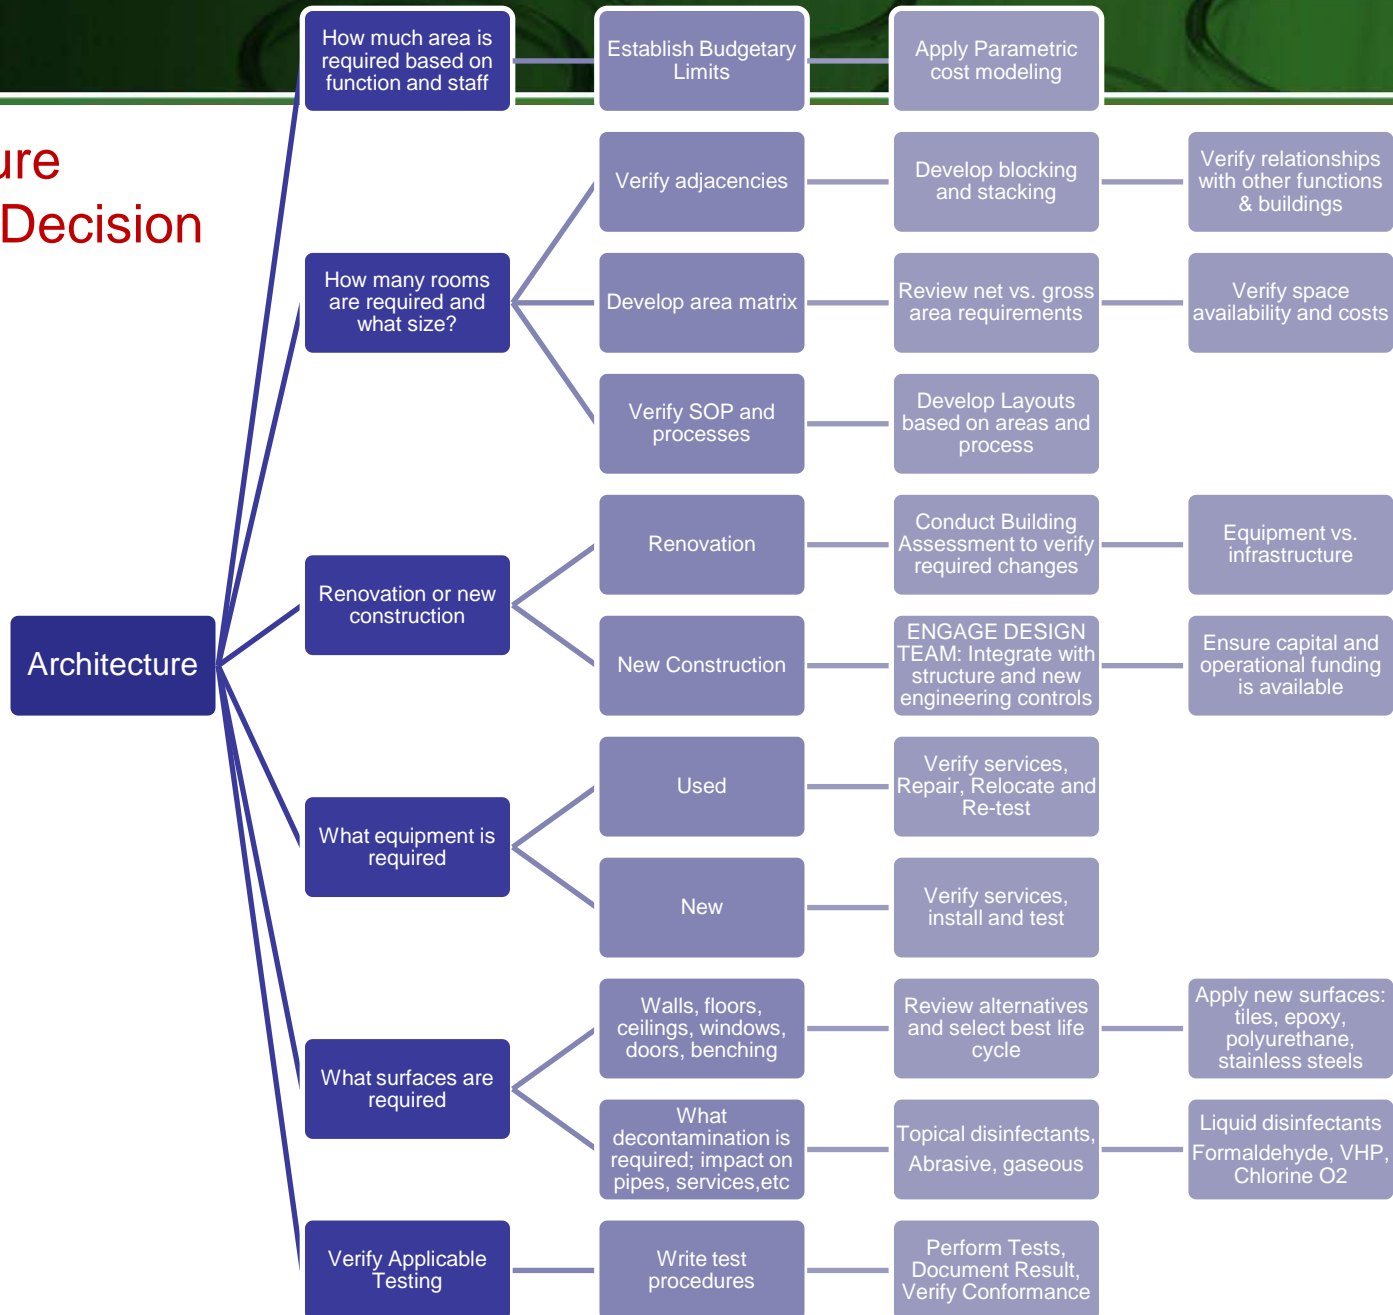 ure
Decision
Architecture
How much area is
required based on
function and staff
Establish Budgetary
Limits
Apply Parametric
cost modeling
How many rooms
are required and
what size?
Verify adjacencies
Develop blocking
and stacking
Verify relationships
with other functions
& buildings
Develop area matrix
Review net vs. gross
area requirements
Verify space
availability and costs
Verify SOP and
processes
Develop Layouts
based on areas and
process
Renovation or new
construction
Renovation
Conduct Building
Assessment to verify
required changes
Equipment vs.
infrastructure
New Construction
ENGAGE DESIGN
TEAM: Integrate with
structure and new
engineering controls
Ensure capital and
operational funding
is available
What equipment is
required
Used
Verify services,
Repair, Relocate and
Re-test
New
Verify services,
install and test
What surfaces are
required
Walls, floors,
ceilings, windows,
doors, benching
Review alternatives
and select best life
cycle
Apply new surfaces:
tiles, epoxy,
polyurethane,
stainless steels
What
decontamination is
required; impact on
pipes, services,etc
Topical disinfectants,
Abrasive, gaseous
Liquid disinfectants
Formaldehyde, VHP,
Chlorine O2
Verify Applicable
Testing
Write test
procedures
Perform Tests,
Document Result,
Verify Conformance